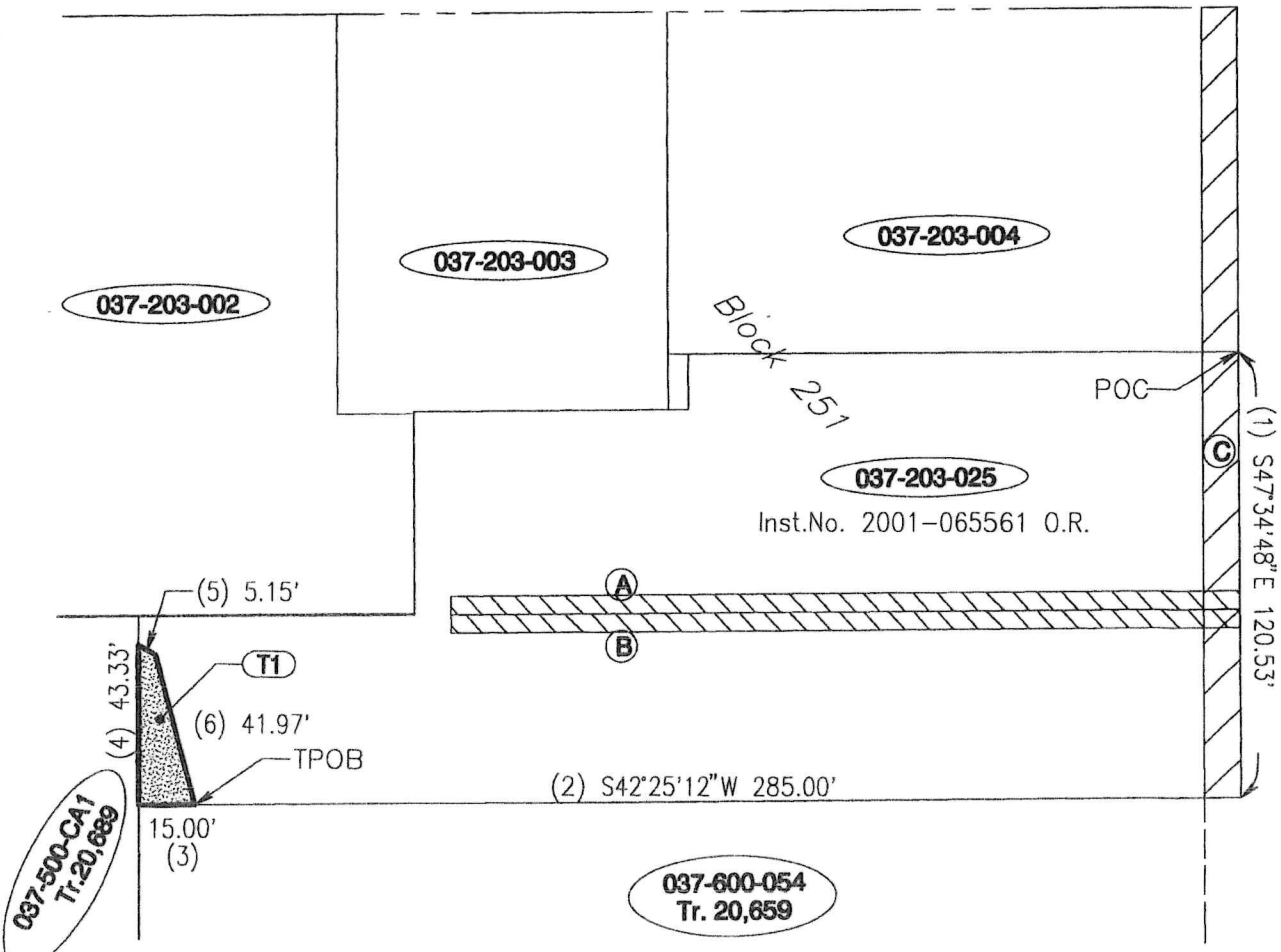 037-203-004
037-203-003
037-203-002
Block 251
POC
(1) S47°34'48"E 120.53'
C
037-203-025
Inst.No. 2001-065561 O.R.
A
(5) 5.15'
B
T1
(4) 43.33'
(6) 41.97'
TPOB
(2) S42°25'12"W 285.00'
15.00'
(3)
037-500-CA1
Tr.20,689
037-600-054
Tr. 20,659